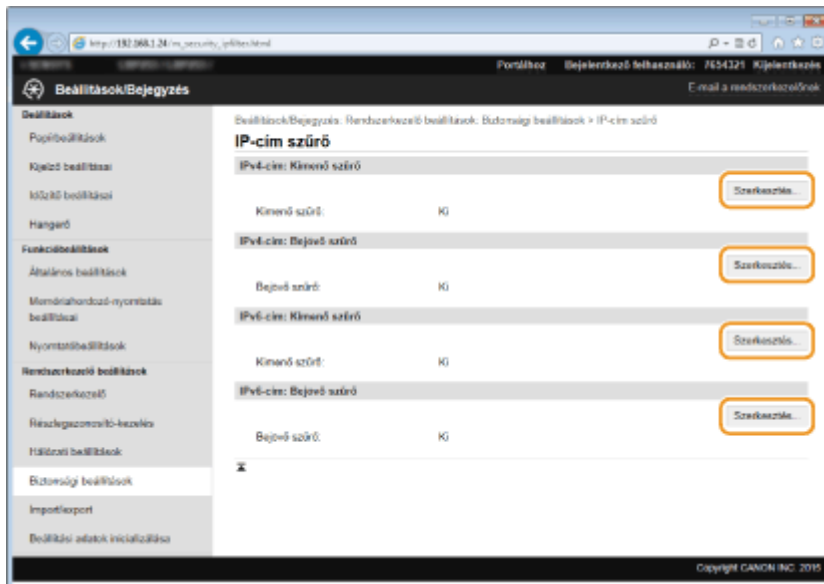 http://192.168.1.24/m_security_ipfilter.html
Portálhoz Bejelentkező felhasználó: 7654321 Kijelentkezés
Beállítások/Bejegyzés
E-mail a rendszerkezelőnek
Beállítások
Beállítások/Bejegyzés: Rendszerkezelő beállítások: Biztonsági beállítások > IP-cím szűrő
Papírbeállítások
IP-cím szűrő
Kijelző beállításai
IPv4-cím: Kimenő szűrő
Szerkesztés...
Időzítő beállításai
Kimenő szűrő: Ki
Hangerő
IPv4-cím: Bejövő szűrő
Funkcióbeállítások
Szerkesztés...
Általános beállítások
Bejövő szűrő: Ki
Memóriahordozó-nyomtatás
beállításai
IPv6-cím: Kimenő szűrő
Szerkesztés...
Nyomtatóbeállítások
Kimenő szűrő: Ki
Rendszerkezelő beállítások
IPv6-cím: Bejövő szűrő
Rendszerkezelő
Szerkesztés...
Részlegazonosító-kezelés
Bejövő szűrő: Ki
Hálózati beállítások
Biztonsági beállítások
Import/export
Beállítási adatok inicializálása
Copyright CANON INC. 2015